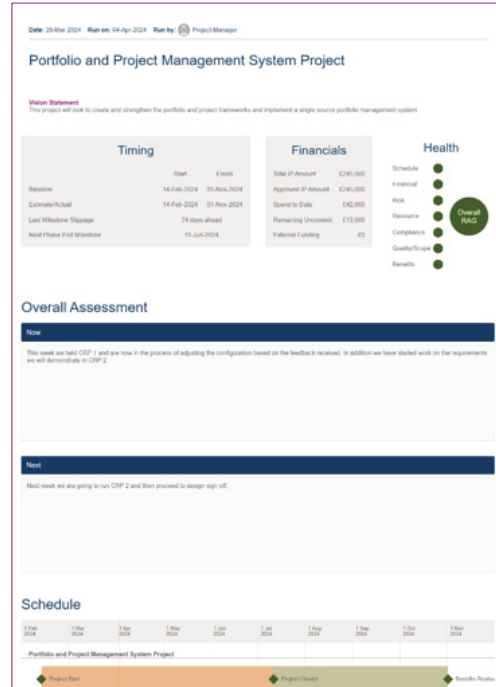 Date: 29-Mar-2024 Run on: 04-Apr-2024 Run by: Project Manager
Portfolio and Project Management System Project
Vision Statement
This project will look to create and strengthen the portfolio and project frameworks and implement a single source portfolio management system
Timing
Start Finish
Baseline 14-Feb-2024 01-Nov-2024
Estimate/Actual 14-Feb-2024 01-Nov-2024
Last Milestone Slippage 74 days ahead
Next Phase End Milestone 11-Jun-2024
Financials
Total IP Amount £245,000
Approved IP Amount £245,000
Spend to Date £42,000
Remaining Uncommit. £13,000
External Funding £0
Health
Schedule
Financial
Risk
Resource
Compliance
Quality/Scope
Benefits
Overall RAG
Overall Assessment
Now
This week we held CRP 1 and are now in the process of adjusting the configuration based on the feedback received. In addition we have started work on the requirements
we will demonstrate in CRP 2.
Next
Next week we are going to run CRP 2 and then proceed to design sign off.
Schedule
1 Feb 2024 1 Mar 2024 1 Apr 2024 1 May 2024 1 Jun 2024 1 Jul 2024 1 Aug 2024 1 Sep 2024 1 Oct 2024 1 Nov 2024
Portfolio and Project Management System Project
Project Start Project Closed Benefits Realise